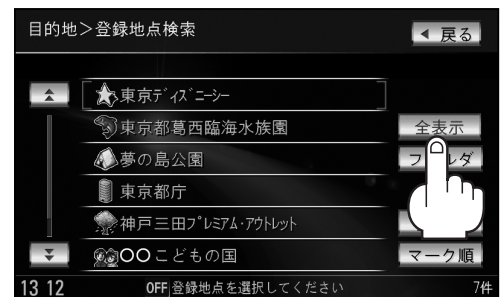 目的地>登録地点検索
戻る
東京ディズニーシー
東京都葛西臨海水族園
全表示
夢の島公園
東京都庁
神戸三田プレミアム・アウトレット
○○こどもの国
マーク順
13 12
OFF 登録地点を選択してください
7件